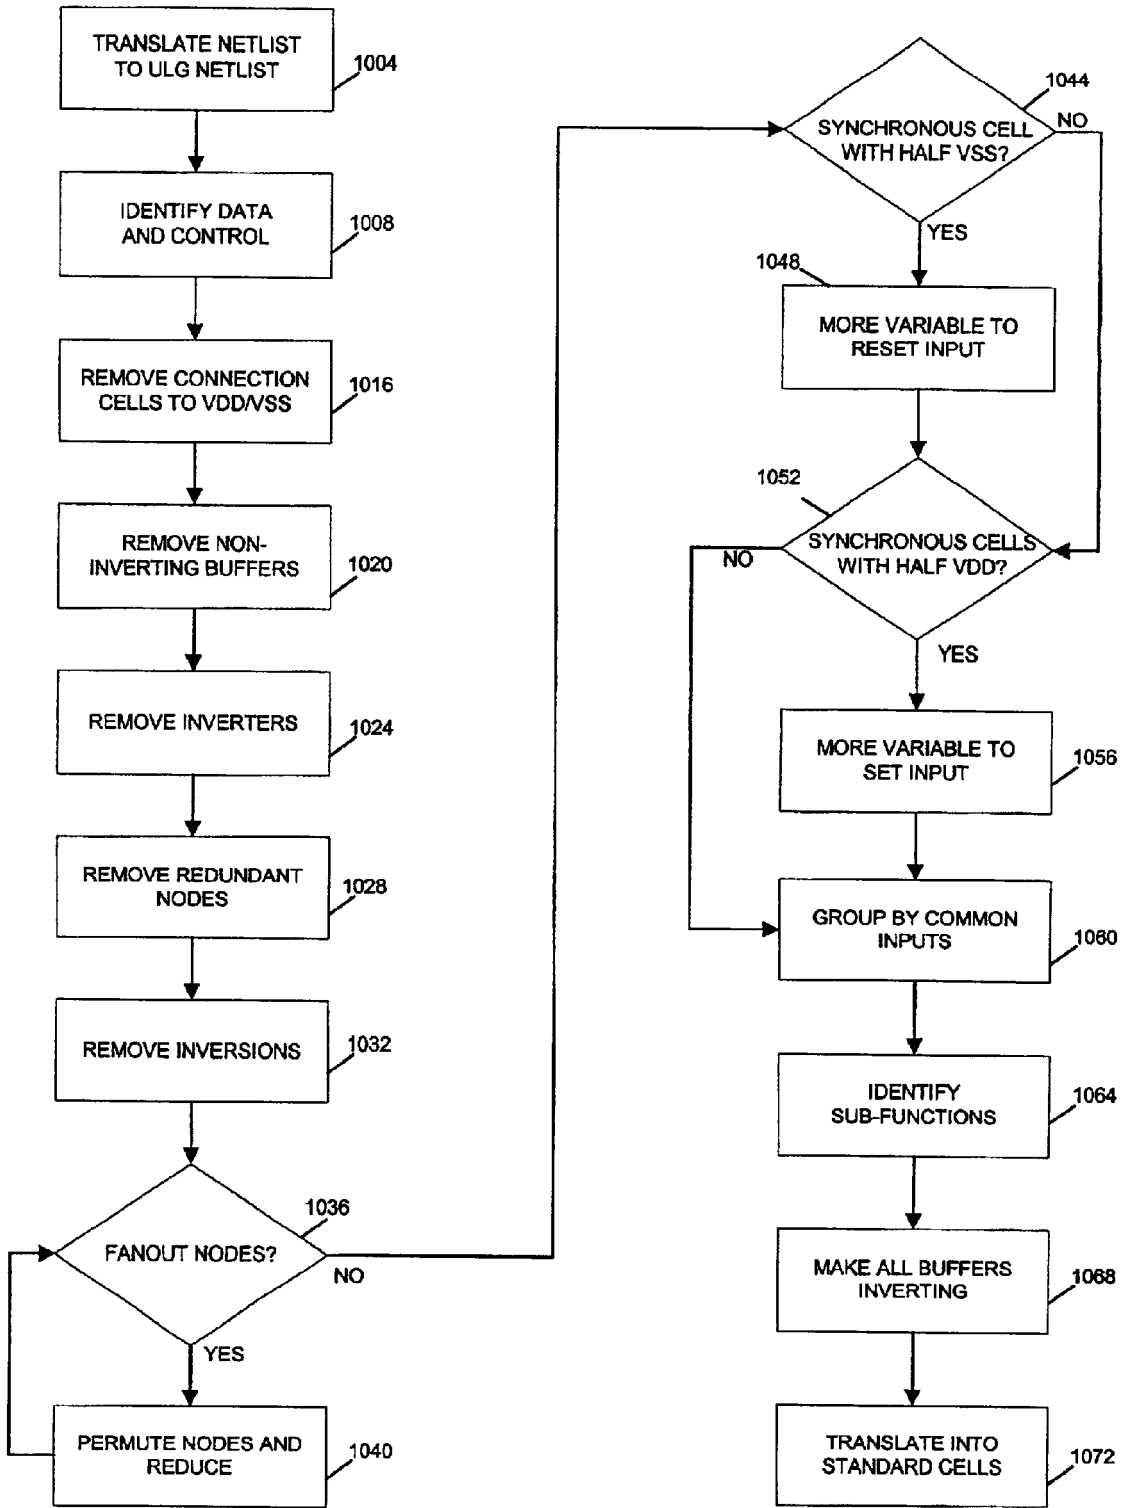 TRANSLATE NETLIST
TO ULG NETLIST
1004
IDENTIFY DATA
AND CONTROL
1008
REMOVE CONNECTION
CELLS TO VDD/VSS
1016
REMOVE NON-
INVERTING BUFFERS
1020
REMOVE INVERTERS
1024
REMOVE REDUNDANT
NODES
1028
REMOVE INVERSIONS
1032
FANOUT NODES?
1036
NO
YES
PERMUTE NODES AND
REDUCE
1040
SYNCHRONOUS CELL
WITH HALF VSS?
1044
NO
YES
1048
MORE VARIABLE TO
RESET INPUT
1052
SYNCHRONOUS CELLS
WITH HALF VDD?
NO
YES
MORE VARIABLE TO
SET INPUT
1056
GROUP BY COMMON
INPUTS
1060
IDENTIFY
SUB-FUNCTIONS
1064
MAKE ALL BUFFERS
INVERTING
1068
TRANSLATE INTO
STANDARD CELLS
1072